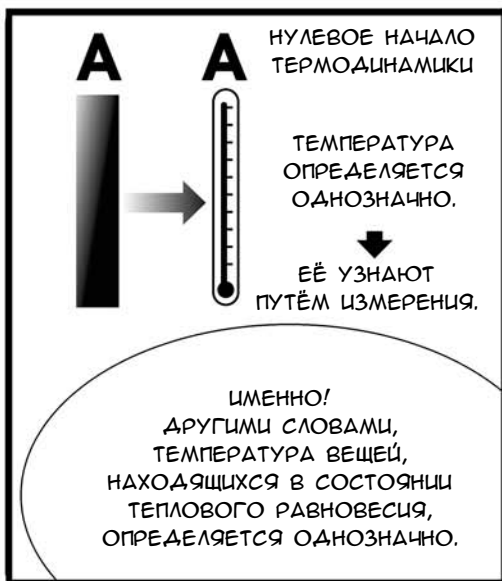 А
А
НУЛЕВОЕ НАЧАЛО
ТЕРМОДИНАМИКИ
ТЕМПЕРАТУРА
ОПРЕДЕЛЯЕТСЯ
ОДНОЗНАЧНО.
ЕЁ УЗНАЮТ
ПУТЁМ ИЗМЕРЕНИЯ.
ИМЕННО!
ДРУГИМИ СЛОВАМИ,
ТЕМПЕРАТУРА ВЕЩЕЙ,
НАХОДЯЩИХСЯ В СОСТОЯНИИ
ТЕПЛОВОГО РАВНОВЕСИЯ,
ОПРЕДЕЛЯЕТСЯ ОДНОЗНАЧНО.